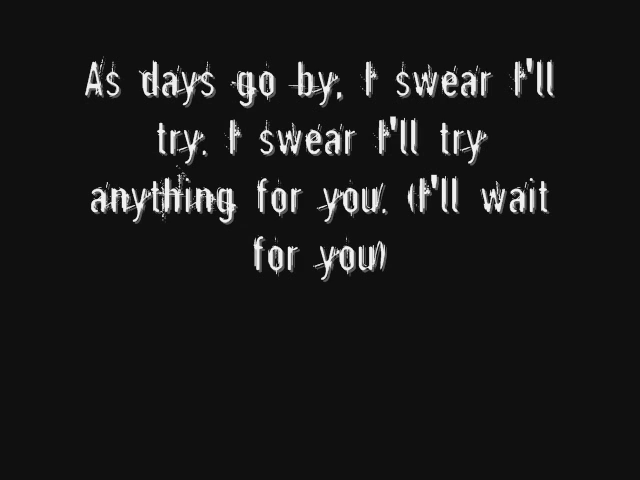 As days go by, I swear I'll
try. I swear I'll try
anything for you. (I'll wait
for you)